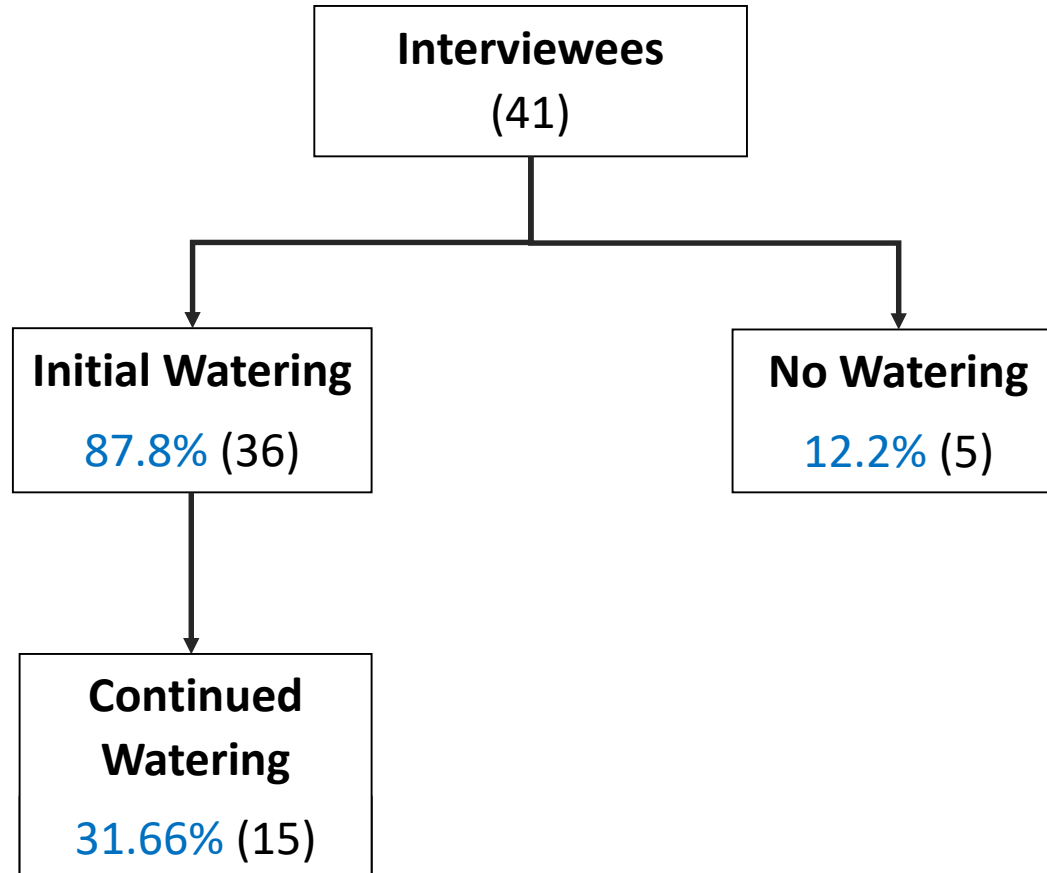 Interviewees
(41)
Initial Watering
87.8% (36)
No Watering
12.2% (5)
Continued
Watering
31.66% (15)